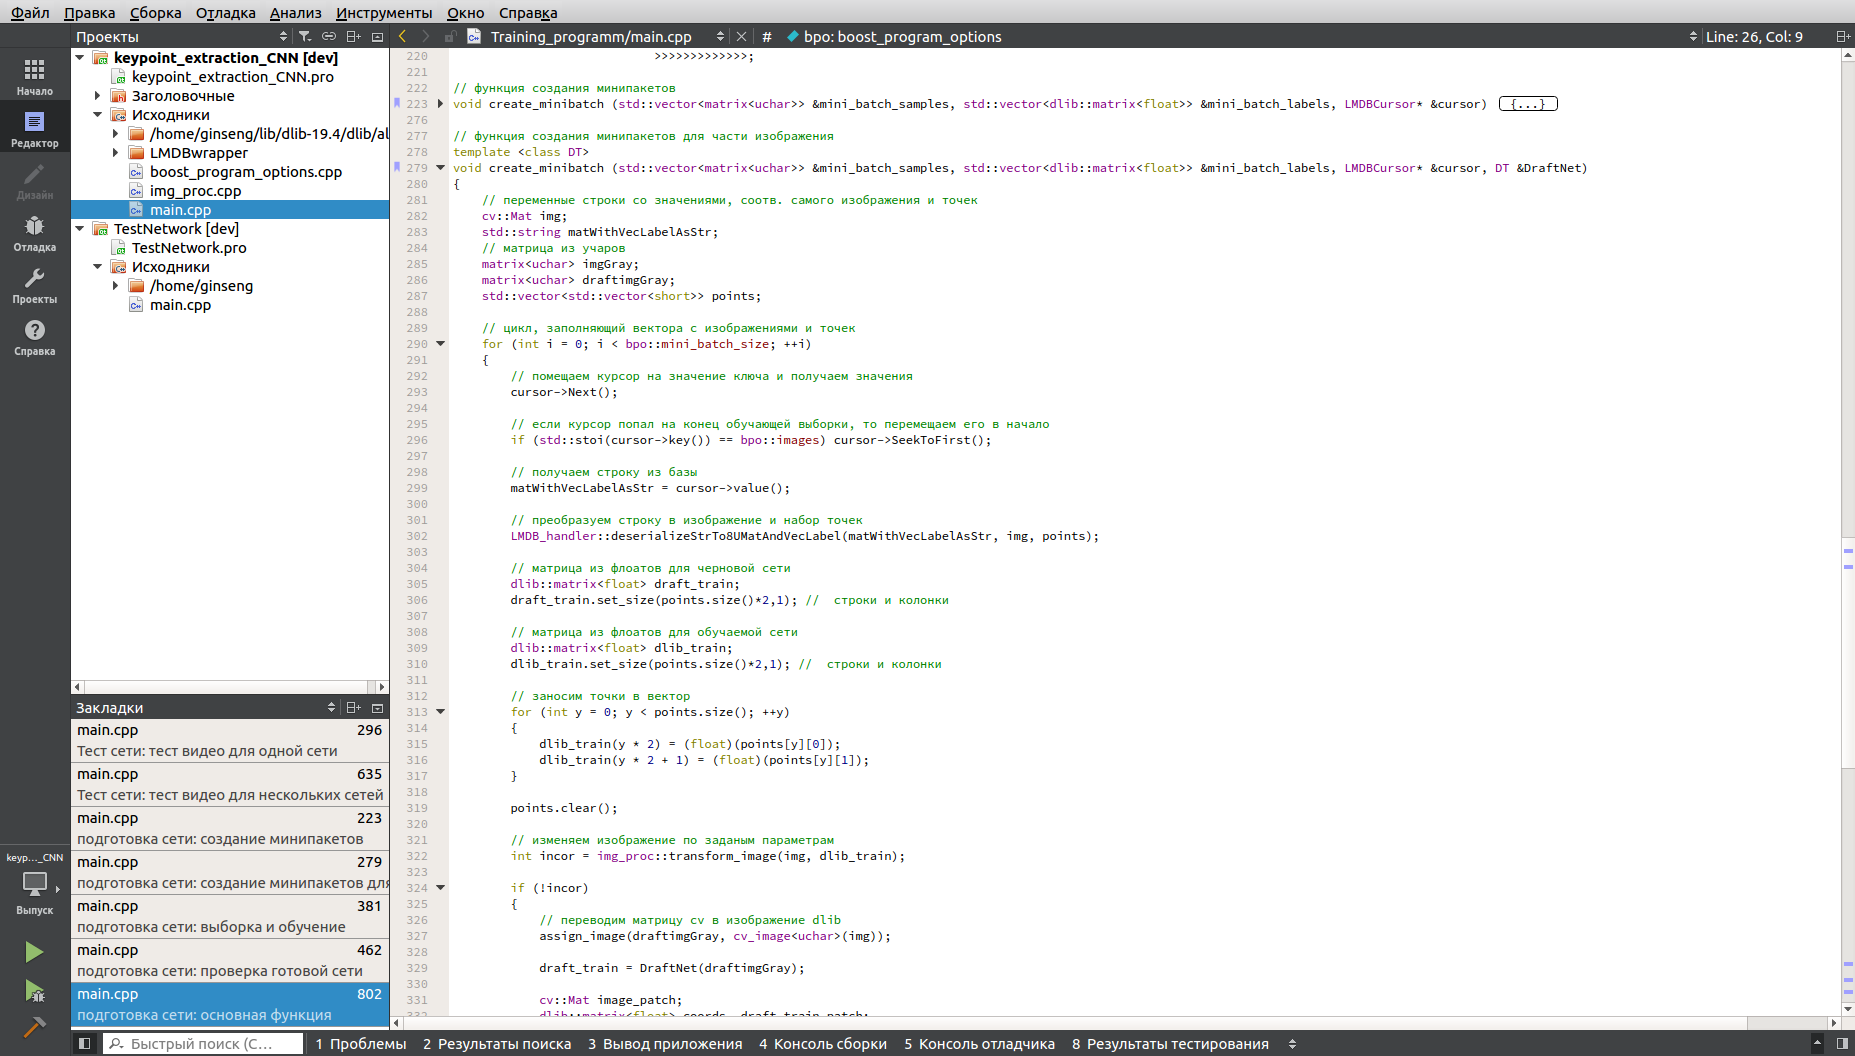 Файл Правка Сборка Отладка Анализ Инструменты Окно Справка
Проекты
Training_programm/main.cpp # bpo: boost_program_options Line: 26, Col: 9
Начало
Редактор
Дизайн
Отладка
Проекты
Справка
keyp..._CNN
Выпуск
keypoint_extraction_CNN [dev]
keypoint_extraction_CNN.pro
Заголовочные
Исходники
/home/ginseng/lib/dlib-19.4/dlib/al
LMDBwrapper
boost_program_options.cpp
img_proc.cpp
main.cpp
TestNetwork [dev]
TestNetwork.pro
Исходники
/home/ginseng
main.cpp
Закладки
main.cpp 296
Тест сети: тест видео для одной сети
main.cpp 635
Тест сети: тест видео для нескольких сетей
main.cpp 223
подготовка сети: создание минипакетов
main.cpp 279
подготовка сети: создание минипакетов для
main.cpp 381
подготовка сети: выборка и обучение
main.cpp 462
подготовка сети: проверка готовой сети
main.cpp 802
подготовка сети: основная функция
220 >>>>>>>>>>>>>;
221
222 // функция создания минипакетов
223 void create_minibatch (std::vector<matrix<uchar>> &mini_batch_samples, std::vector<dlib::matrix<float>> &mini_batch_labels, LMDBCursor* &cursor) {...}
276
277 // функция создания минипакетов для части изображения
278 template <class DT>
279 void create_minibatch (std::vector<matrix<uchar>> &mini_batch_samples, std::vector<dlib::matrix<float>> &mini_batch_labels, LMDBCursor* &cursor, DT &DraftNet)
280 {
281 // переменные строки со значениями, соотв. самого изображения и точек
282 cv::Mat img;
283 std::string matWithVecLabelAsStr;
284 // матрица из учаров
285 matrix<uchar> imgGray;
286 matrix<uchar> draftimgGray;
287 std::vector<std::vector<short>> points;
288
289 // цикл, заполняющий вектора с изображениями и точек
290 for (int i = 0; i < bpo::mini_batch_size; ++i)
291 {
292 // помещаем курсор на значение ключа и получаем значения
293 cursor->Next();
294
295 // если курсор попал на конец обучающей выборки, то перемещаем его в начало
296 if (std::stoi(cursor->key()) == bpo::images) cursor->SeekToFirst();
297
298 // получаем строку из базы
299 matWithVecLabelAsStr = cursor->value();
300
301 // преобразуем строку в изображение и набор точек
302 LMDB_handler::deserializeStrTo8UMatAndVecLabel(matWithVecLabelAsStr, img, points);
303
304 // матрица из флоатов для черновой сети
305 dlib::matrix<float> draft_train;
306 draft_train.set_size(points.size()*2,1); // строки и колонки
307
308 // матрица из флоатов для обучаемой сети
309 dlib::matrix<float> dlib_train;
310 dlib_train.set_size(points.size()*2,1); // строки и колонки
311
312 // заносим точки в вектор
313 for (int y = 0; y < points.size(); ++y)
314 {
315 dlib_train(y * 2) = (float)(points[y][0]);
316 dlib_train(y * 2 + 1) = (float)(points[y][1]);
317 }
318
319 points.clear();
320
321 // изменяем изображение по заданым параметрам
322 int incor = img_proc::transform_image(img, dlib_train);
323
324 if (!incor)
325 {
326 // переводим матрицу cv в изображение dlib
327 assign_image(draftimgGray, cv_image<uchar>(img));
328
329 draft_train = DraftNet(draftimgGray);
330
331 cv::Mat image_patch;
332 dlib::matrix<float> coords, draft_train_patch;
Быстрый поиск (С... 1 Проблемы 2 Результаты поиска 3 Вывод приложения 4 Консоль сборки 5 Консоль отладчика 8 Результаты тестирования